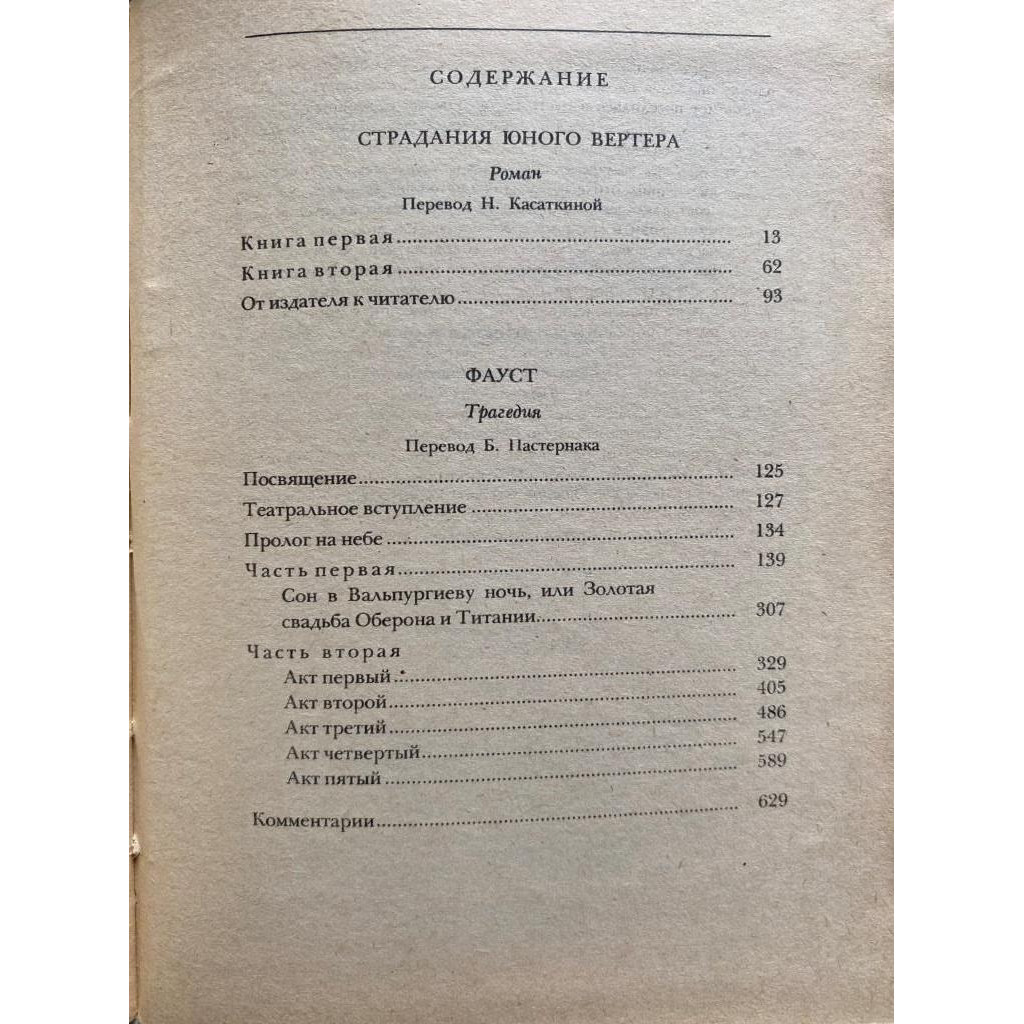 СОДЕРЖАНИЕ
СТРАДАНИЯ ЮНОГО ВЕРТЕРА
Роман
Перевод Н. Касаткиной
Книга первая........................................ 13
Книга вторая........................................ 62
От издателя к читателю........................................ 93
ФАУСТ
Трагедия
Перевод Б. Пастернака
Посвящение........................................ 125
Театральное вступление........................................ 127
Пролог на небе........................................ 134
Часть первая........................................ 139
Сон в Вальпургиеву ночь, или Золотая
свадьба Оберона и Титании........................................ 307
Часть вторая
Акт первый........................................ 329
Акт второй........................................ 405
Акт третий........................................ 486
Акт четвертый........................................ 547
Акт пятый........................................ 589
Комментарии........................................ 629